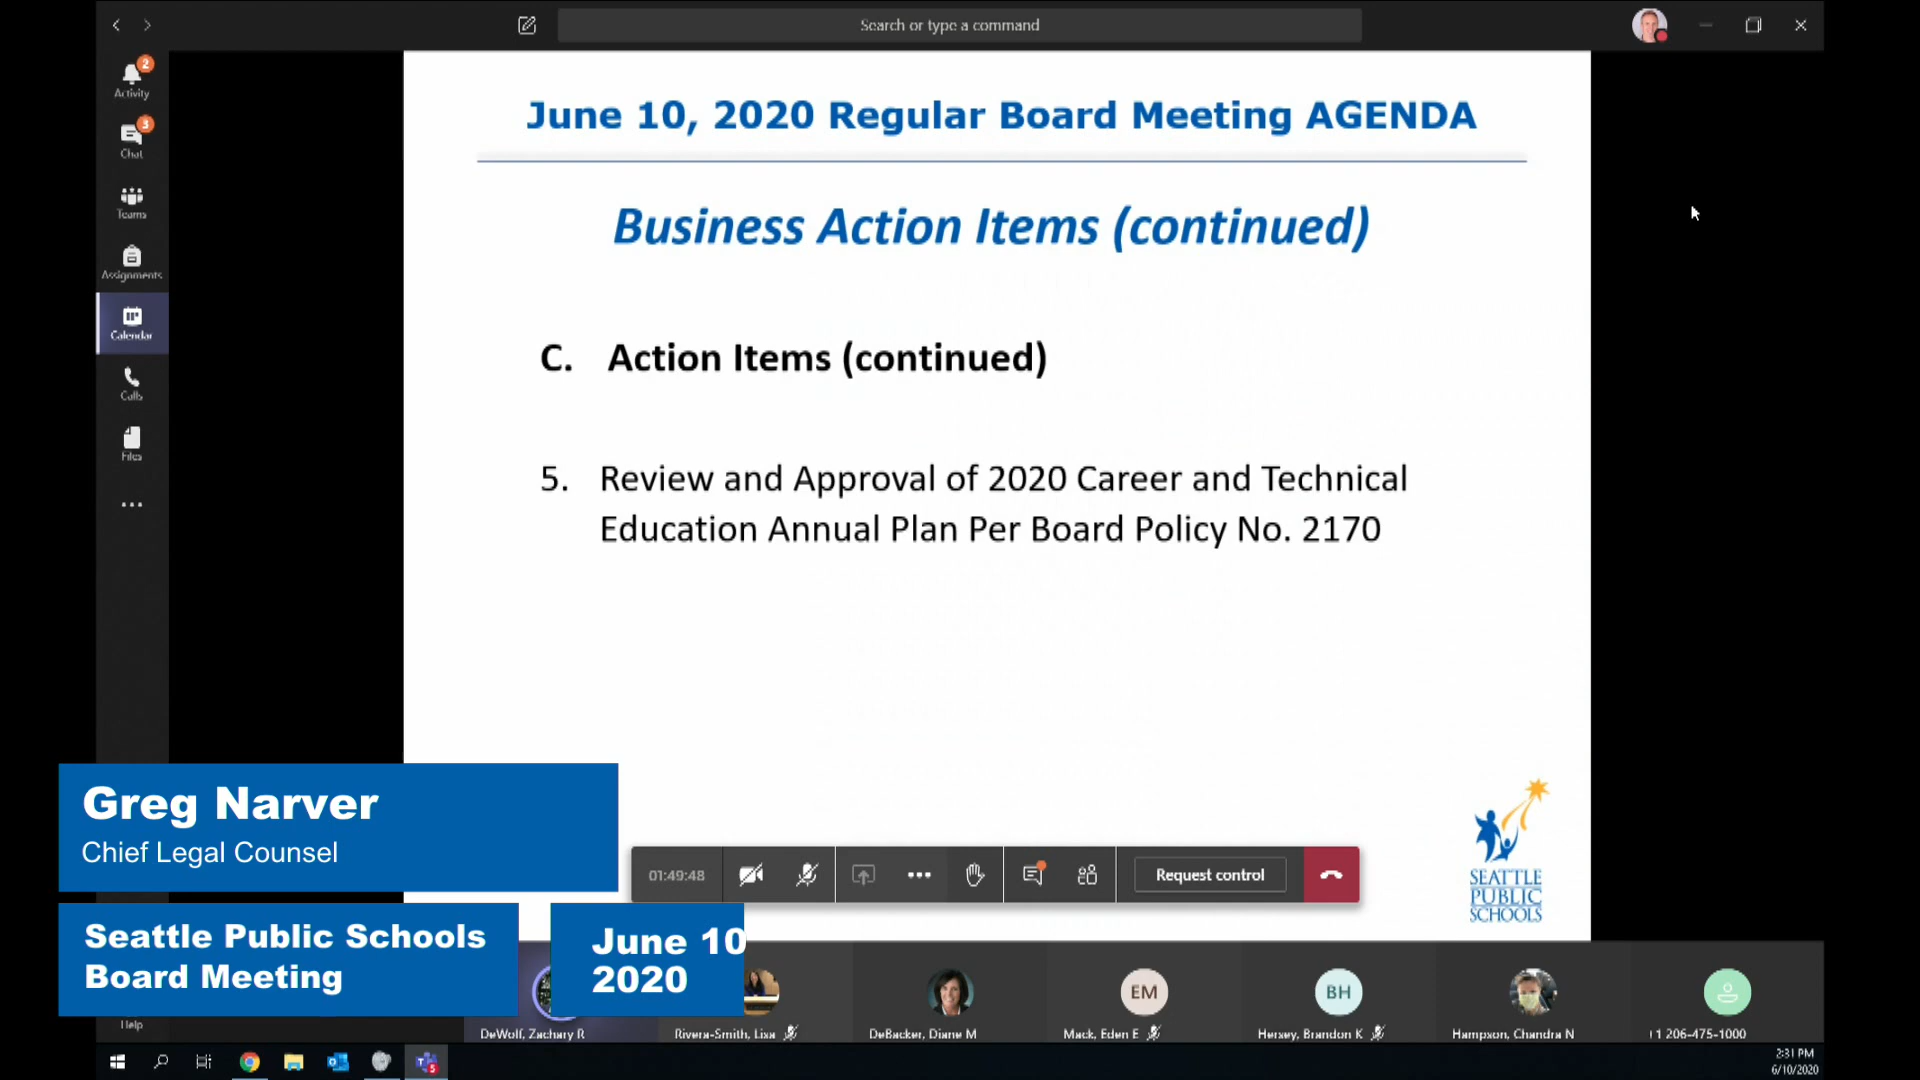 Search or type a command
2
Activity
3
Chat
Teams
Assignments
Calendar
Calls
Files
June 10, 2020 Regular Board Meeting AGENDA
Business Action Items (continued)
C. Action Items (continued)
5. Review and Approval of 2020 Career and Technical
Education Annual Plan Per Board Policy No. 2170
SEATTLE
PUBLIC
SCHOOLS
Greg Narver
Chief Legal Counsel
01:49:48
Request control
Seattle Public Schools
Board Meeting
June 10
2020
EM
BH
Help
DeWolf, Zachary R
Rivera-Smith, Lisa
DeBacker, Diane M
Mack, Eden E
Hersey, Brandon K
Hampson, Chandra N
+1 206-475-1000
5
2:31 PM
6/10/2020